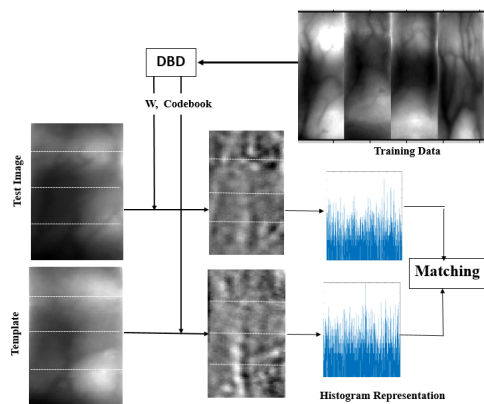 DBD
W, Codebook
Training Data
Test Image
Matching
Template
Histogram Representation